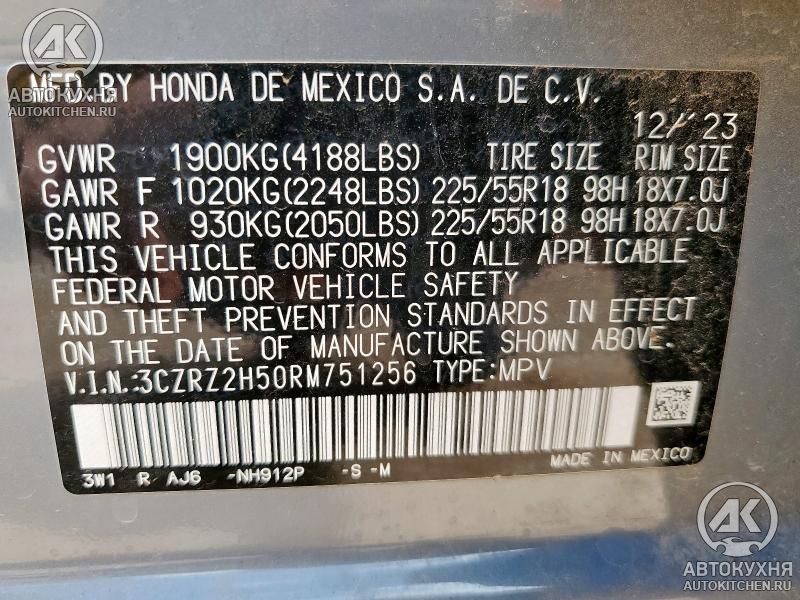 AK
MFD. BY HONDA DE MEXICO S.A. DE C.V.
АВТОКУХНЯ
AUTOKITCHEN.RU
12/'23
GVWR 1900KG(4188LBS) TIRE SIZE RIM SIZE
GAWR F 1020KG(2248LBS) 225/55R18 98H 18X7.0J
GAWR R 930KG(2050LBS) 225/55R18 98H 18X7.0J
THIS VEHICLE CONFORMS TO ALL APPLICABLE
FEDERAL MOTOR VEHICLE SAFETY
AND THEFT PREVENTION STANDARDS IN EFFECT
ON THE DATE OF MANUFACTURE SHOWN ABOVE.
V.I.N.:3CZRZ2H50RM751256 TYPE:MPV
3W1 R AJ6 -NH912P -S -M MADE IN MEXICO
AK
АВТОКУХНЯ
AUTOKITCHEN.RU